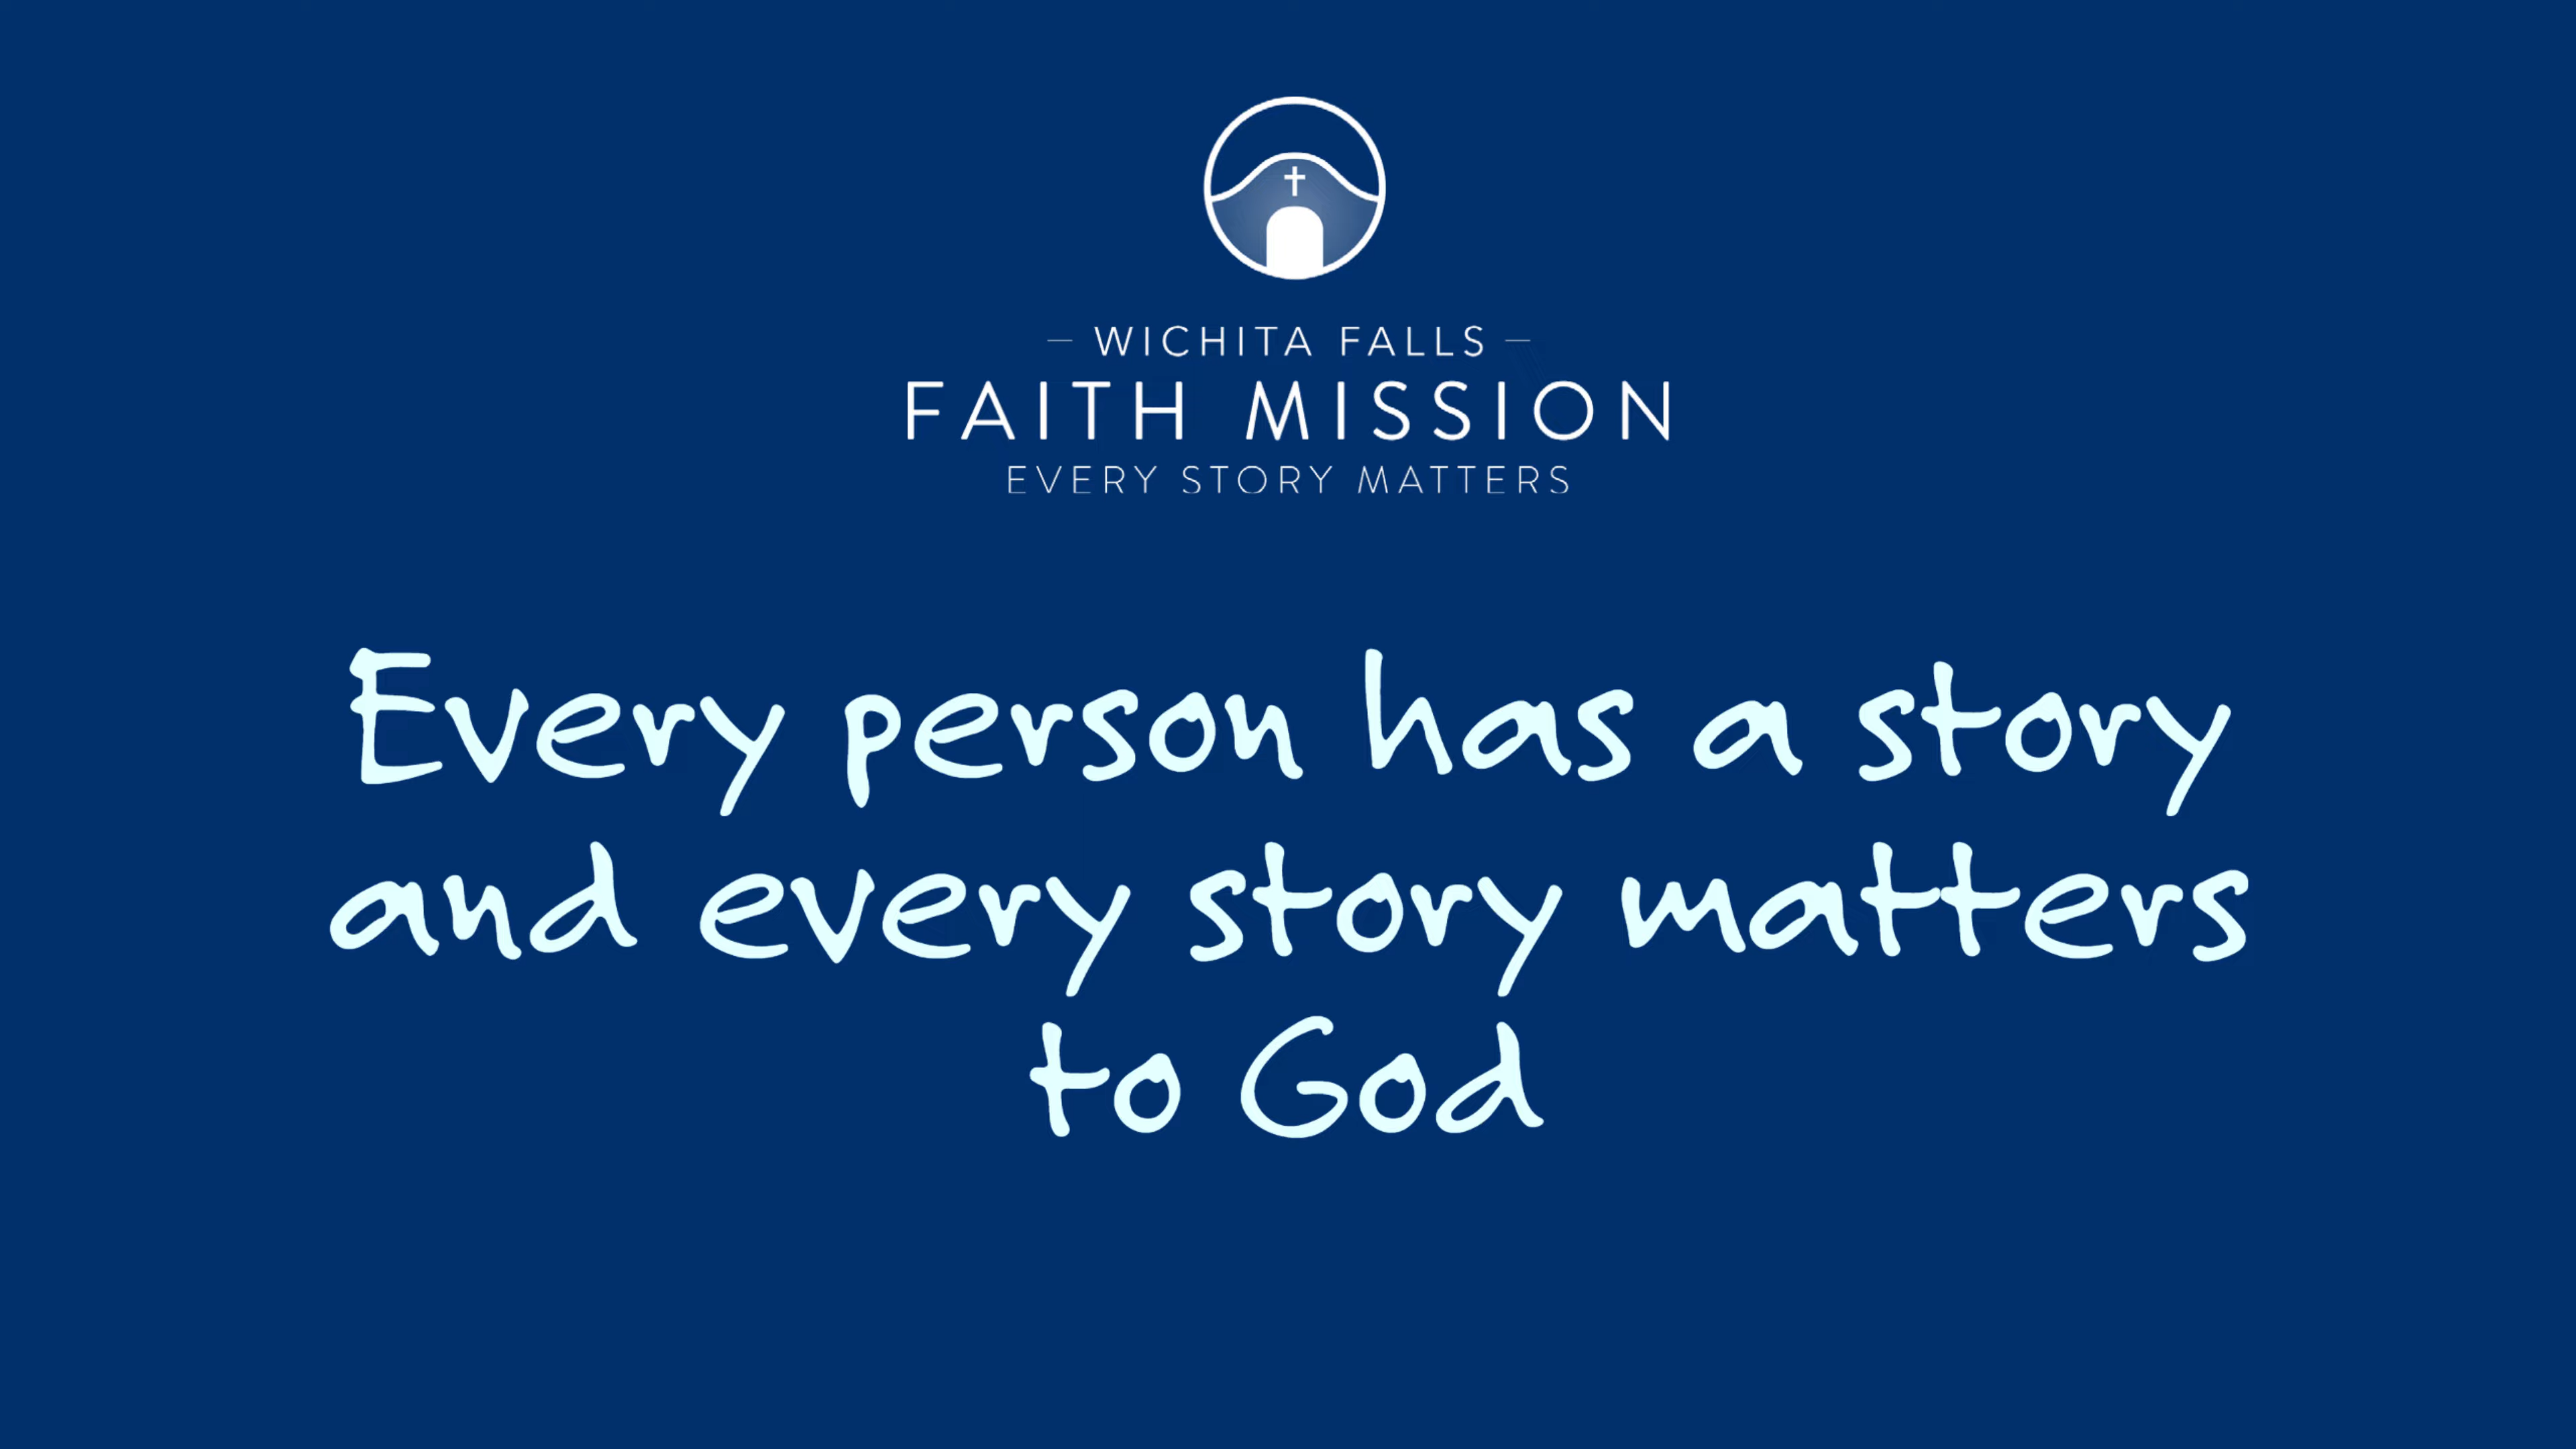 – WICHITA FALLS –
FAITH MISSION
EVERY STORY MATTERS
Every person has a story
and every story matters
to God